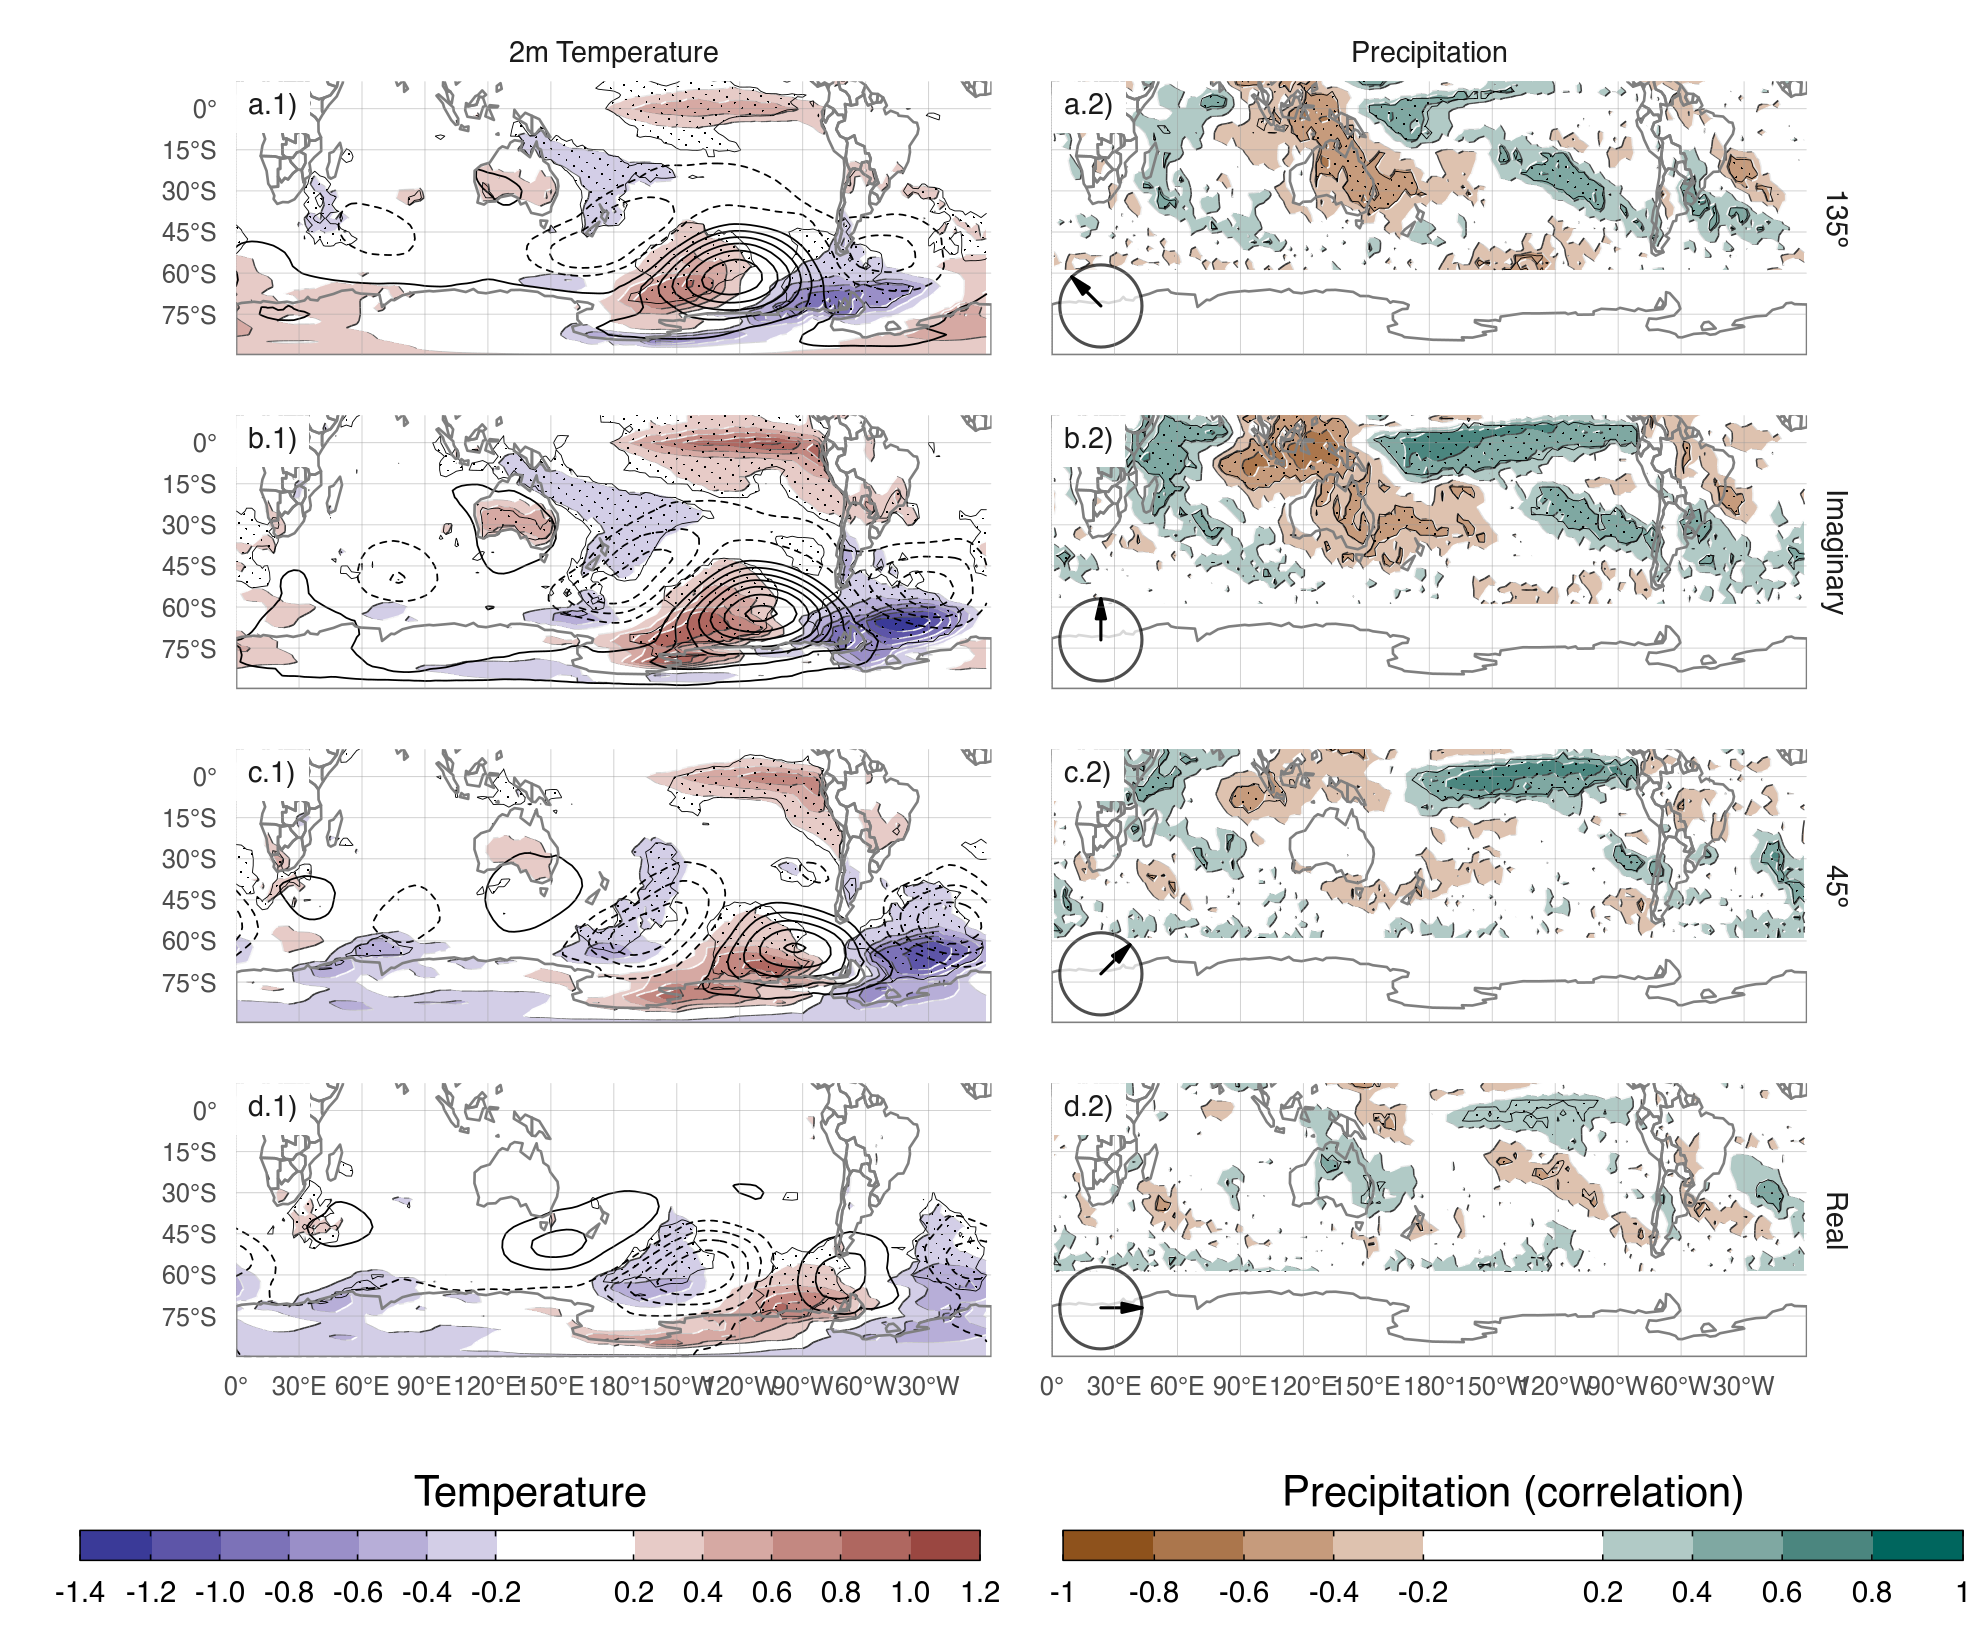 2m Temperature
Precipitation
a.1)
a.2)
0°
15°S
30°S
45°S
60°S
75°S
135°
b.1)
b.2)
0°
15°S
30°S
45°S
60°S
75°S
Imaginary
c.1)
c.2)
0°
15°S
30°S
45°S
60°S
75°S
45°
d.1)
d.2)
0°
15°S
30°S
45°S
60°S
75°S
Real
0° 30°E 60°E 90°E 120°E 150°E 180° 150°W 120°W 90°W 60°W 30°W
0° 30°E 60°E 90°E 120°E 150°E 180° 150°W 120°W 90°W 60°W 30°W
Temperature
-1.4 -1.2 -1.0 -0.8 -0.6 -0.4 -0.2 0.2 0.4 0.6 0.8 1.0 1.2
Precipitation (correlation)
-1 -0.8 -0.6 -0.4 -0.2 0.2 0.4 0.6 0.8 1